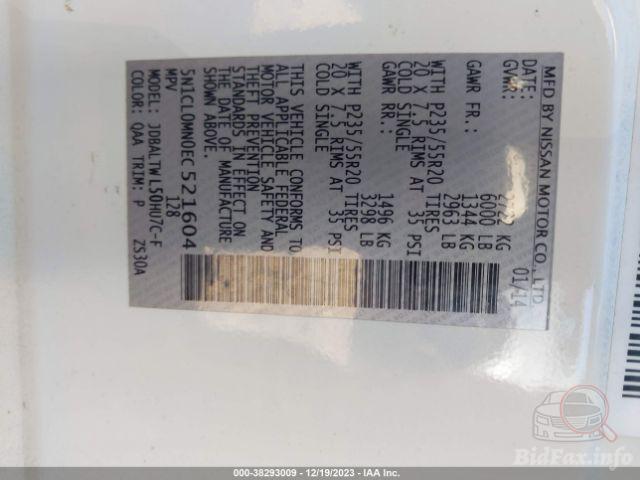 MFD BY NISSAN MOTOR CO., LTD.
DATE: 01/14
GVWR: 2722 KG
6000 LB
GAWR FR.: 1344 KG
2963 LB
WITH P235/55R20 TIRES
20 X 7.5 RIMS AT 33 PSI
COLD SINGLE
GAWR RR.: 1496 KG
3298 LB
WITH P235/55R20 TIRES
20 X 7.5 RIMS AT 33 PSI
COLD SINGLE
THIS VEHICLE CONFORMS TO
ALL APPLICABLE FEDERAL
MOTOR VEHICLE SAFETY AND
THEFT PREVENTION
STANDARDS IN EFFECT ON
THE DATE OF MANUFACTURE
SHOWN ABOVE.
5N1CL0MN0EC521604
MPV 128
JDBALTWL50HU7C-F
COLOR: QAA TRIM: P ZS30A
000-38293009 - 12/19/2023 - IAA Inc.
BidFax.info